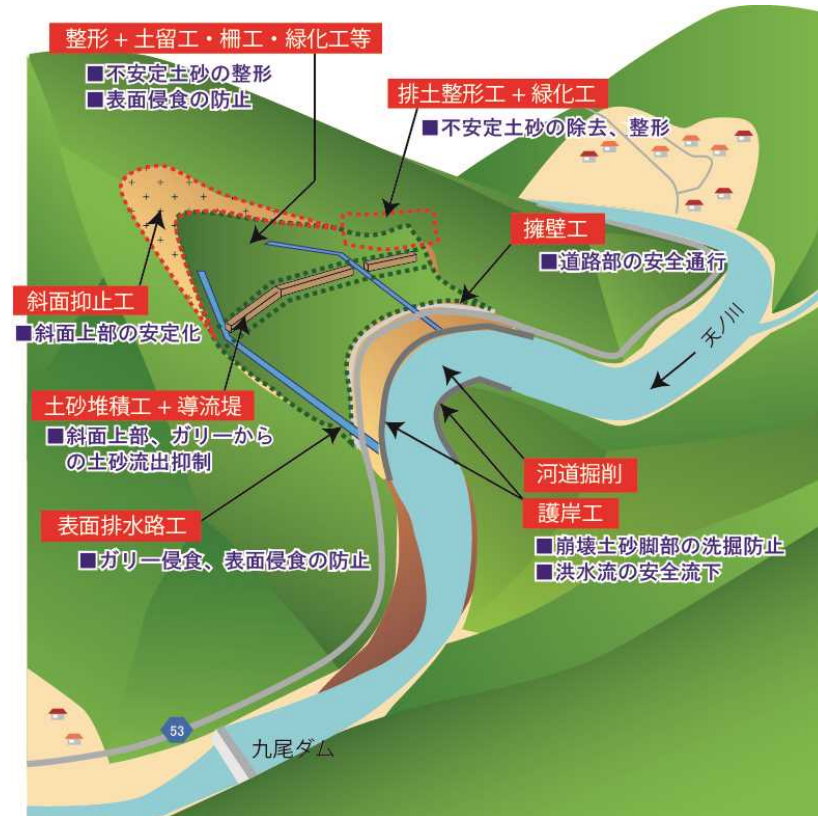 整形 + 土留工・柵工・緑化工等
■不安定土砂の整形
■表面侵食の防止
排土整形工 + 緑化工
■不安定土砂の除去、整形
擁壁工
■道路部の安全通行
斜面抑止工
■斜面上部の安定化
天ノ川
土砂堆積工 + 導流堤
■斜面上部、ガリーから
の土砂流出抑制
河道掘削
護岸工
■崩壊土砂脚部の洗掘防止
■洪水流の安全流下
表面排水路工
■ガリー侵食、表面侵食の防止
53
九尾ダム